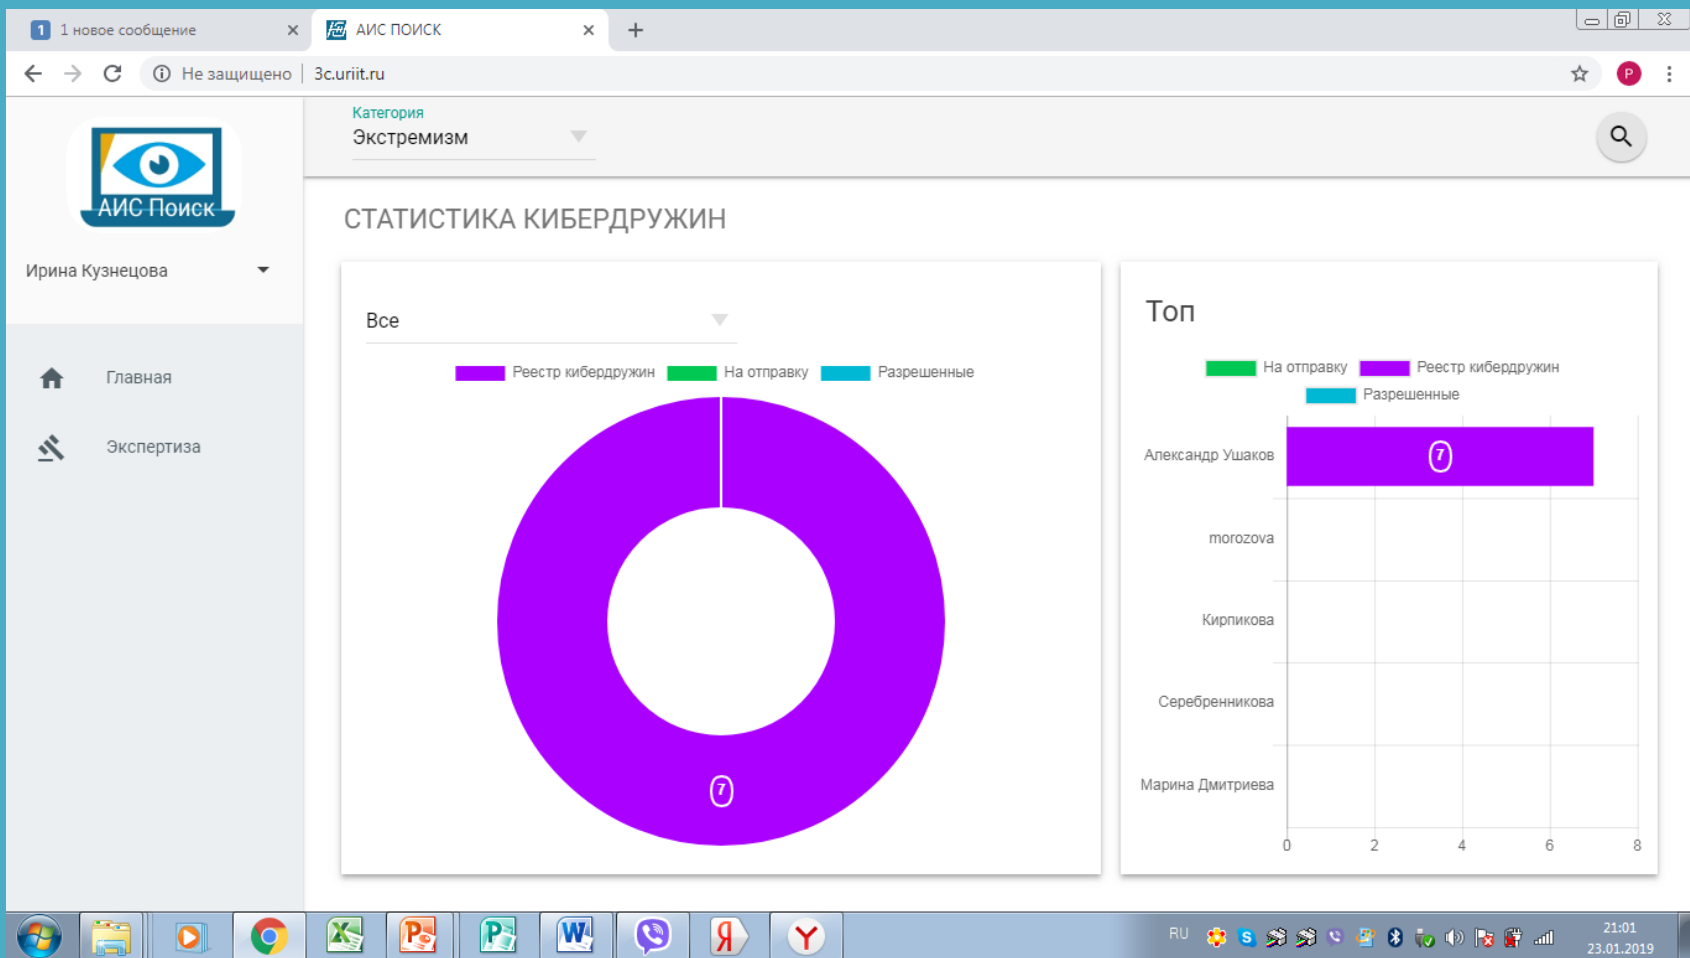 1 1 новое сообщение
АИС ПОИСК
Не защищено 3c.uriit.ru
P
АИС Поиск
Ирина Кузнецова
Главная
Экспертиза
Категория
Экстремизм
СТАТИСТИКА КИБЕРДРУЖИН
Все
Реестр кибердружин На отправку Разрешенные
7
Топ
На отправку Реестр кибердружин
Разрешенные
Александр Ушаков 7
morozova
Кирпикова
Серебренникова
Марина Дмитриева
0 2 4 6 8
RU
21:01
23.01.2019